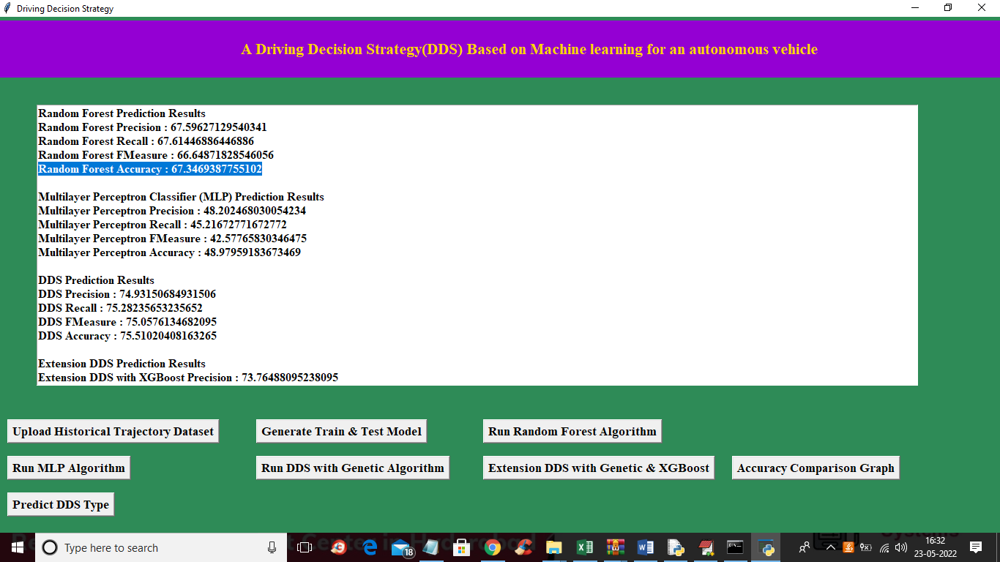 Driving Decision Strategy
A Driving Decision Strategy(DDS) Based on Machine learning for an autonomous vehicle
Random Forest Prediction Results
Random Forest Precision : 67.59627129540341
Random Forest Recall : 67.61446886446886
Random Forest FMeasure : 66.64871828546056
Random Forest Accuracy : 67.3469387755102
Multilayer Perceptron Classifier (MLP) Prediction Results
Multilayer Perceptron Precision : 48.202468030054234
Multilayer Perceptron Recall : 45.21672771672772
Multilayer Perceptron FMeasure : 42.57765830346475
Multilayer Perceptron Accuracy : 48.97959183673469
DDS Prediction Results
DDS Precision : 74.93150684931506
DDS Recall : 75.28235653235652
DDS FMeasure : 75.0576134682095
DDS Accuracy : 75.51020408163265
Extension DDS Prediction Results
Extension DDS with XGBoost Precision : 73.76488095238095
Upload Historical Trajectory Dataset
Generate Train & Test Model
Run Random Forest Algorithm
Run MLP Algorithm
Run DDS with Genetic Algorithm
Extension DDS with Genetic & XGBoost
Accuracy Comparison Graph
Predict DDS Type
Type here to search
18
16:32
23-05-2022